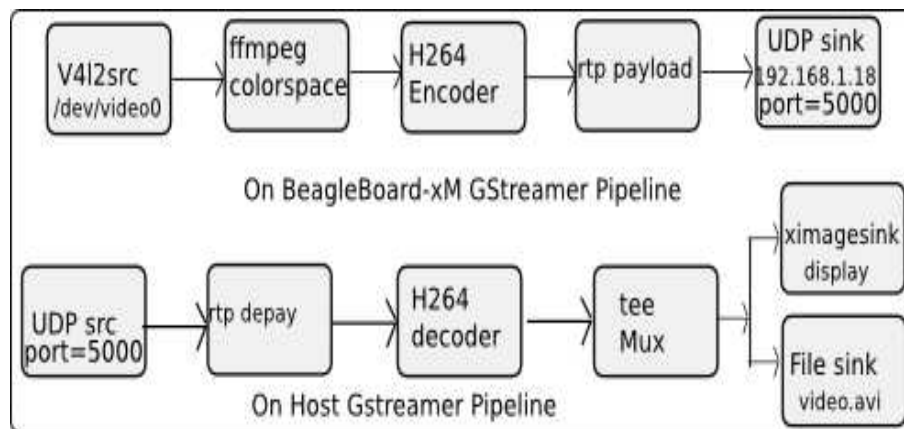 V4l2src
/dev/video0
ffmpeg
colorspace
H264
Encoder
rtp payload
UDP sink
192.168.1.18
port=5000
On BeagleBoard-xM GStreamer Pipeline
UDP src
port=5000
rtp depay
H264
decoder
tee
Mux
ximagesink
display
File sink
video.avi
On Host Gstreamer Pipeline